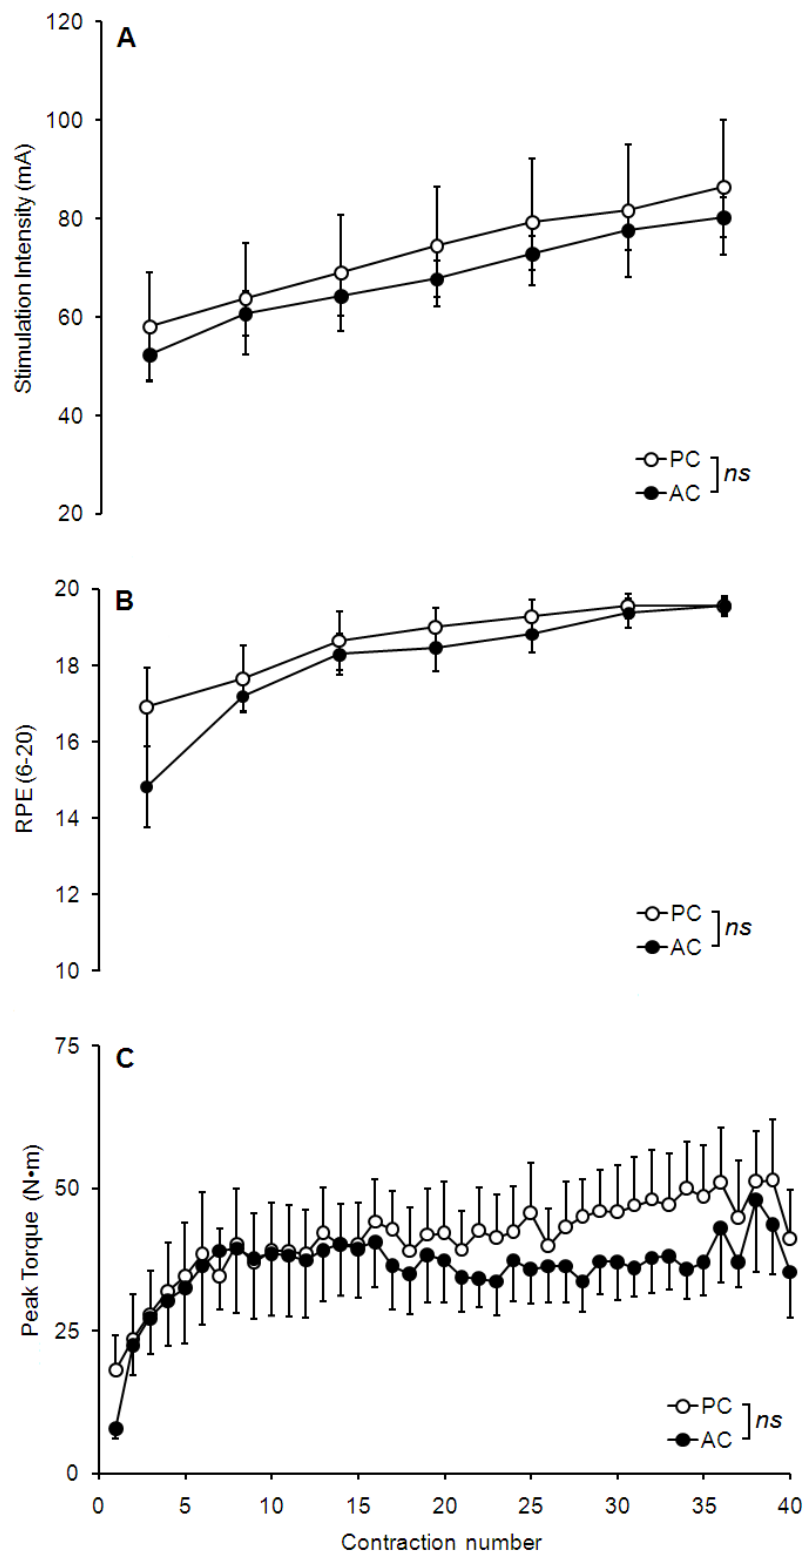 A
120
100
80
60
40
20
Stimulation Intensity (mA)
PC
AC
ns
B
20
18
16
14
12
10
RPE (6-20)
PC
AC
ns
C
75
50
25
0
Peak Torque (N•m)
PC
AC
ns
0 5 10 15 20 25 30 35 40
Contraction number